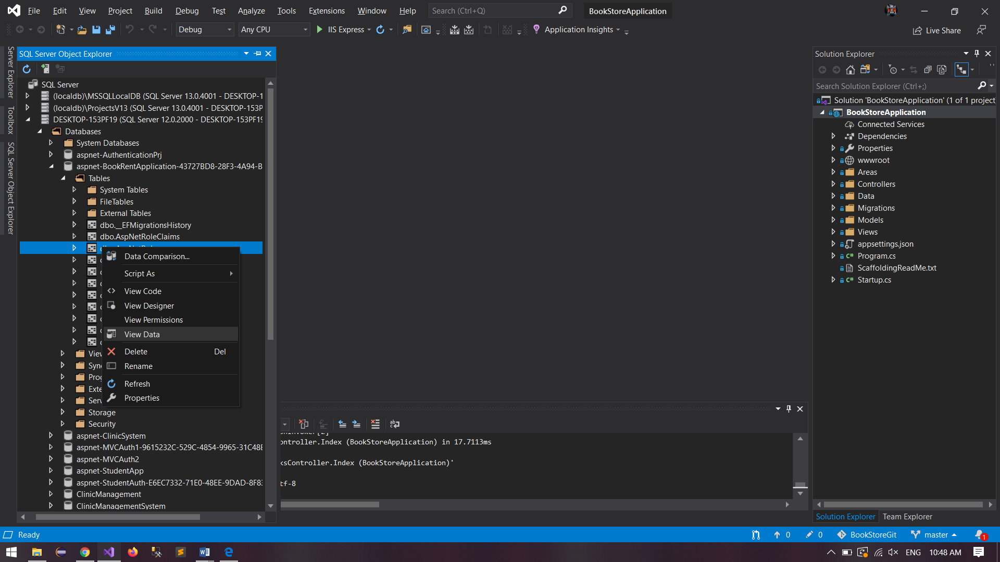 File Edit View Project Build Debug Test Analyze Tools Extensions Window Help Search (Ctrl+Q) BookStoreApplication
Debug Any CPU IIS Express Application Insights Live Share
Server Explorer
Toolbox
SQL Server Object Explorer
SQL Server Object Explorer
SQL Server
(localdb)\MSSQLLocalDB (SQL Server 13.0.4001 - DESKTOP-1
(localdb)\ProjectsV13 (SQL Server 13.0.4001 - DESKTOP-153P
DESKTOP-153PF19 (SQL Server 12.0.2000 - DESKTOP-153PF19
Databases
System Databases
aspnet-AuthenticationPrj
aspnet-BookRentApplication-43727BD8-28F3-4A94-B
Tables
System Tables
FileTables
External Tables
dbo.__EFMigrationsHistory
dbo.AspNetRoleClaims
Data Comparison...
Script As
View Code
View Designer
View Permissions
View Data
Delete Del
Rename
Refresh
Properties
Storage
Security
aspnet-ClinicSystem
aspnet-MVCAuth1-9615232C-529C-4854-9965-31C48E
aspnet-MVCAuth2
aspnet-StudentApp
aspnet-StudentAuth-E6EC7332-71E0-48EE-9DAD-8F83
ClinicManagement
ClinicManagementSystem
ontroller.Index (BookStoreApplication) in 17.7113ms
ksController.Index (BookStoreApplication)'
tf-8
Solution Explorer
Search Solution Explorer (Ctrl+;)
Solution 'BookStoreApplication' (1 of 1 project
BookStoreApplication
Connected Services
Dependencies
Properties
wwwroot
Areas
Controllers
Data
Migrations
Models
Views
appsettings.json
C# Program.cs
ScaffoldingReadMe.txt
C# Startup.cs
Solution Explorer Team Explorer
Ready 0 0 BookStoreGit master 1
ENG 10:48 AM